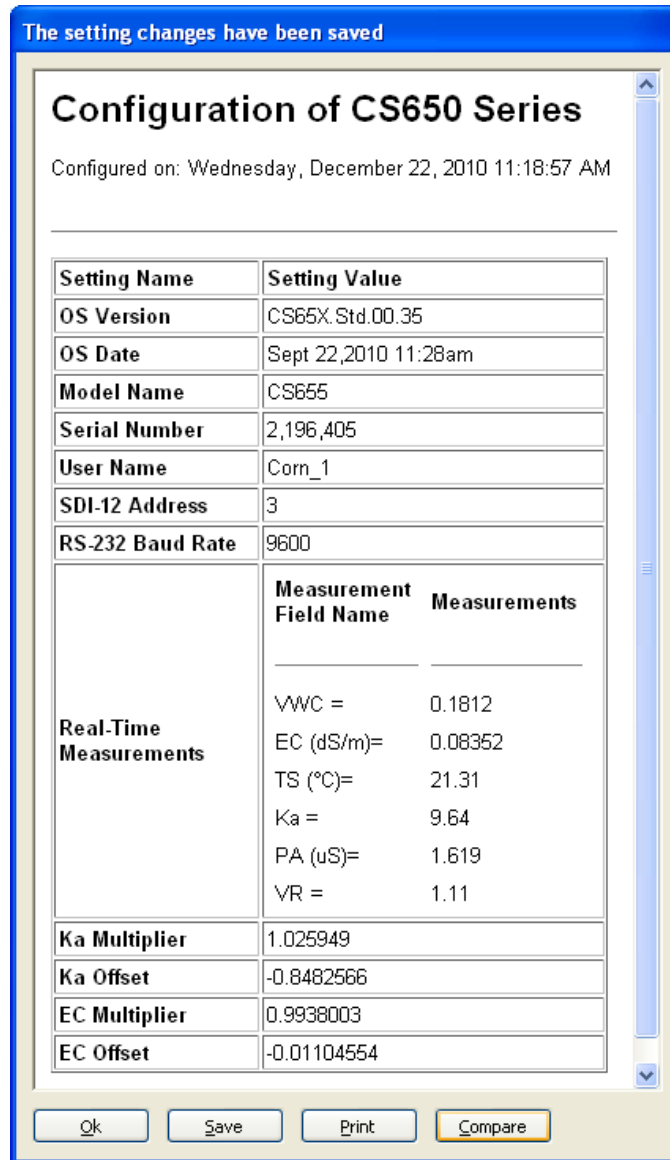 The setting changes have been saved
Configuration of CS650 Series
Configured on: Wednesday, December 22, 2010 11:18:57 AM
Setting Name Setting Value
OS Version CS65X.Std.00.35
OS Date Sept 22,2010 11:28am
Model Name CS655
Serial Number 2,196,405
User Name Corn_1
SDI-12 Address 3
RS-232 Baud Rate 9600
Real-Time
Measurements
Measurement
Field Name Measurements
VWC = 0.1812
EC (dS/m)= 0.08352
TS (°C)= 21.31
Ka = 9.64
PA (uS)= 1.619
VR = 1.11
Ka Multiplier 1.025949
Ka Offset -0.8482566
EC Multiplier 0.9938003
EC Offset -0.01104554
Ok Save Print Compare